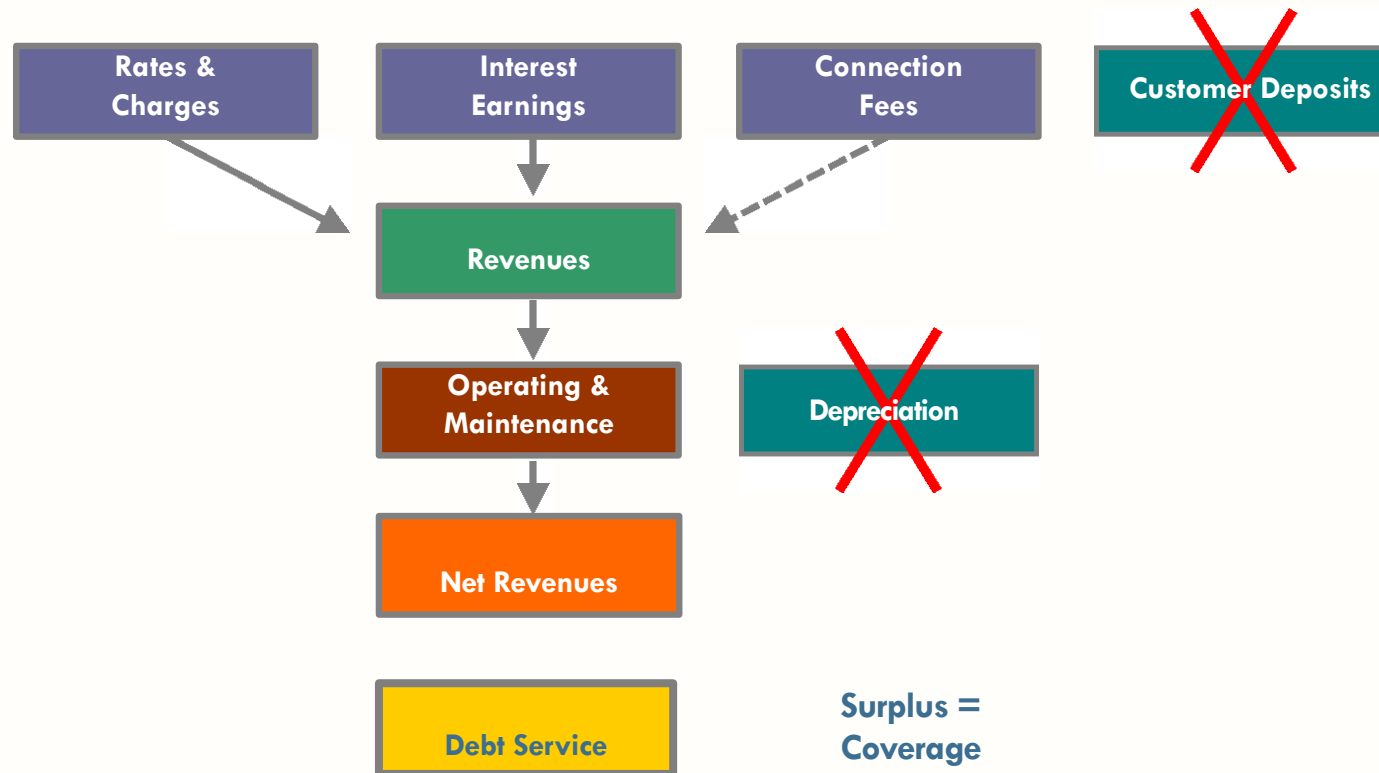 Rates &
Charges
Interest
Earnings
Connection
Fees
Customer Deposits
Revenues
Operating &
Maintenance
Depreciation
Net Revenues
Debt Service
Surplus =
Coverage